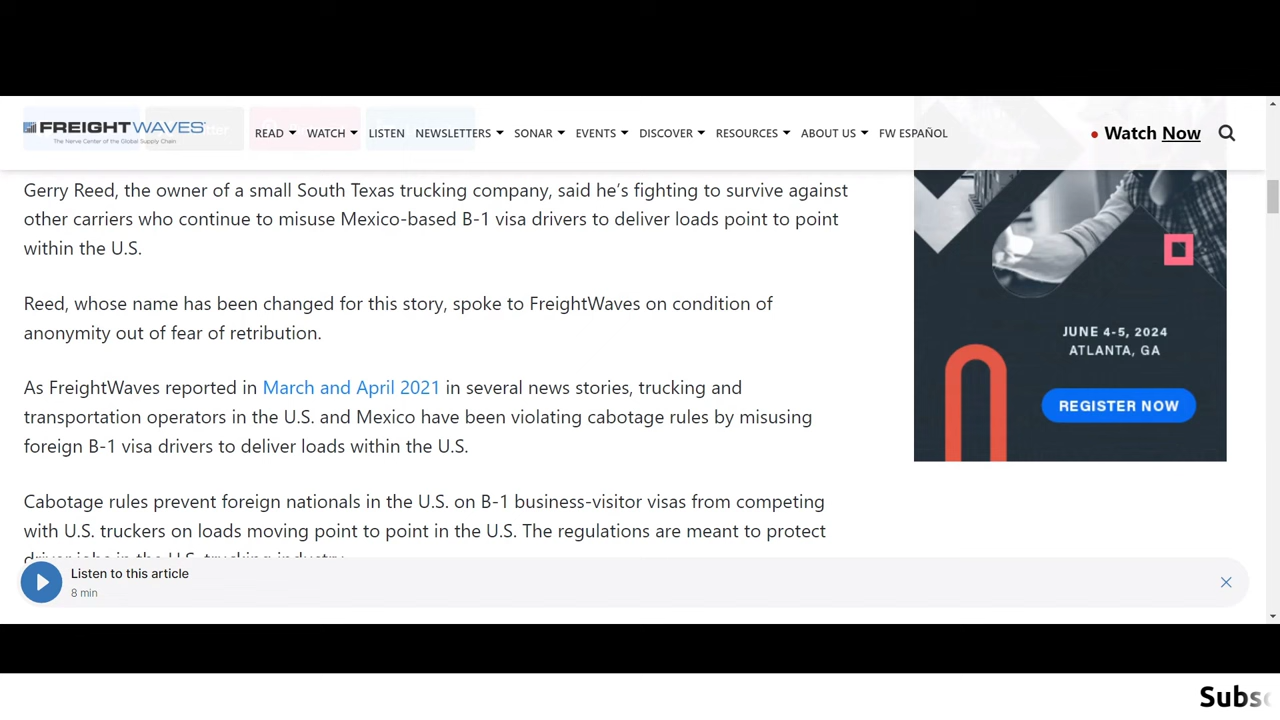 FREIGHTWAVES
The Nerve Center of the Global Supply Chain
READ WATCH LISTEN NEWSLETTERS SONAR EVENTS DISCOVER RESOURCES ABOUT US FW ESPAÑOL
Watch Now
Gerry Reed, the owner of a small South Texas trucking company, said he’s fighting to survive against
other carriers who continue to misuse Mexico-based B-1 visa drivers to deliver loads point to point
within the U.S.
Reed, whose name has been changed for this story, spoke to FreightWaves on condition of
anonymity out of fear of retribution.
As FreightWaves reported in March and April 2021 in several news stories, trucking and
transportation operators in the U.S. and Mexico have been violating cabotage rules by misusing
foreign B-1 visa drivers to deliver loads within the U.S.
Cabotage rules prevent foreign nationals in the U.S. on B-1 business-visitor visas from competing
with U.S. truckers on loads moving point to point in the U.S. The regulations are meant to protect
driver jobs in the U.S. trucking industry.
JUNE 4-5, 2024
ATLANTA, GA
REGISTER NOW
Listen to this article
8 min
Subs